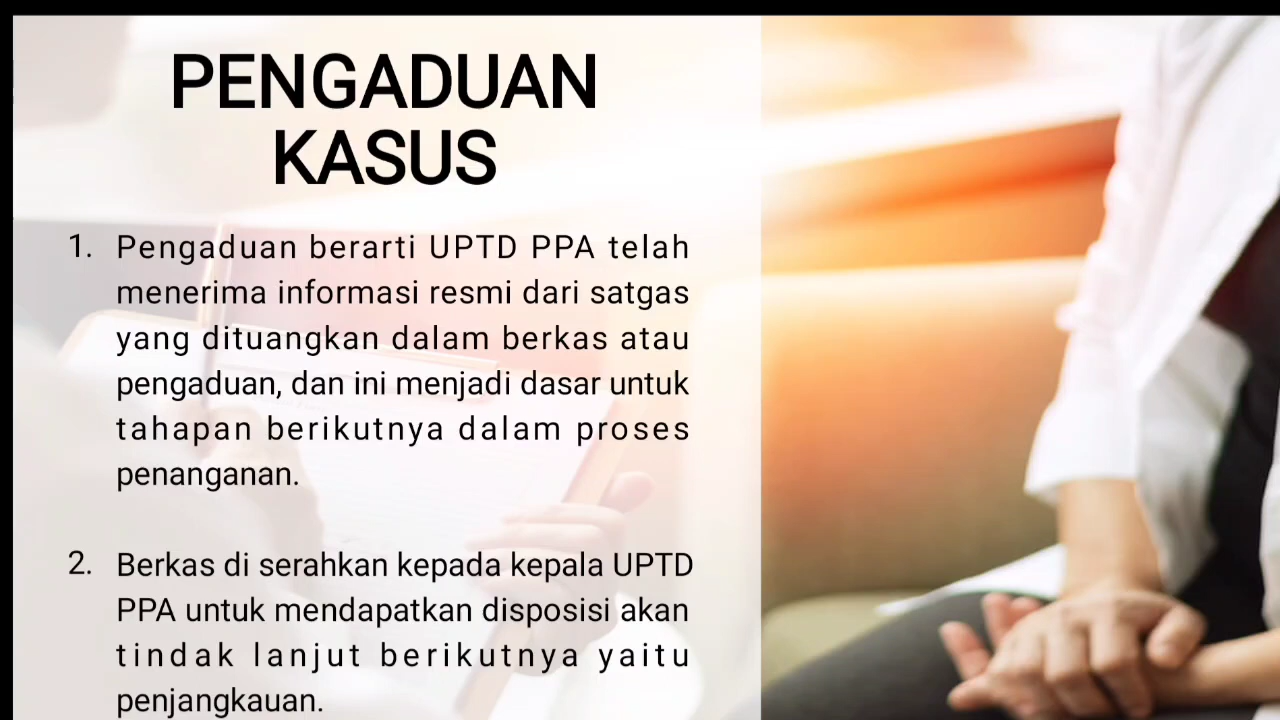 PENGADUAN
KASUS
1. Pengaduan berarti UPTD PPA telah
menerima informasi resmi dari satgas
yang dituangkan dalam berkas atau
pengaduan, dan ini menjadi dasar untuk
tahapan berikutnya dalam proses
penanganan.
2. Berkas di serahkan kepada kepala UPTD
PPA untuk mendapatkan disposisi akan
tindak lanjut berikutnya yaitu
penjangkauan.